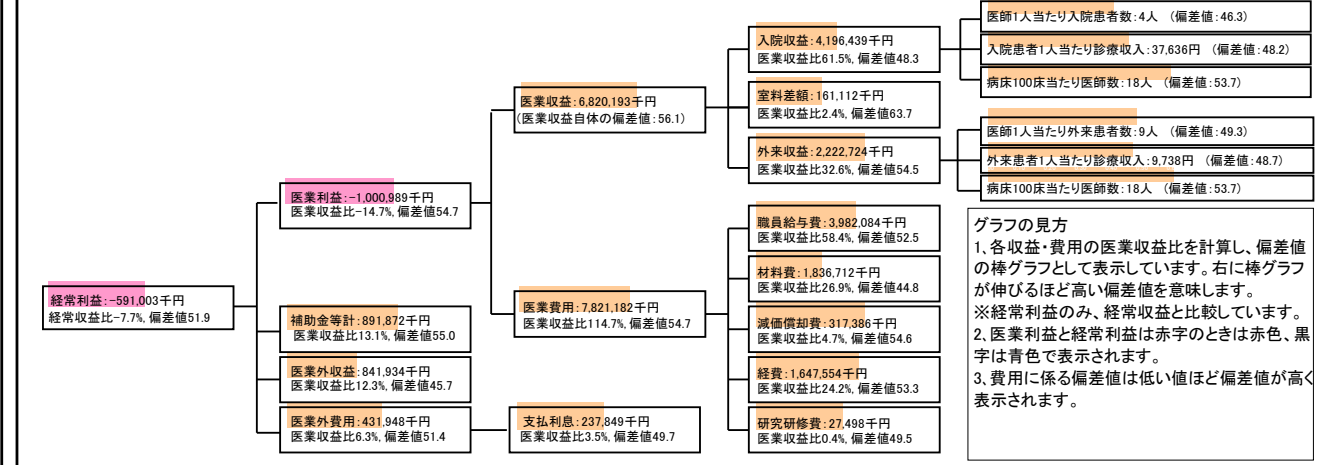 経常利益:-591,003千円
経常収支比-7.7%, 偏差値51.9
医業利益:-1,000,989千円
医業収益比-14.7%, 偏差値54.7
補助金等計:891,872千円
医業収益比13.1%, 偏差値55.0
医業外収益:841,934千円
医業収益比12.3%, 偏差値45.7
医業外費用:431,948千円
医業収益比6.3%, 偏差値51.4
医業収益:6,820,193千円
(医業収益自体の偏差値:56.1)
医業費用:7,821,182千円
医業収益比114.7%, 偏差値54.7
支払利息:237,849千円
医業収益比3.5%, 偏差値49.7
入院収益:4,196,439千円
医業収益比61.5%, 偏差値48.3
室料差額:161,112千円
医業収益比2.4%, 偏差値63.7
外来収益:2,222,724千円
医業収益比32.6%, 偏差値54.5
職員給与費:3,982,084千円
医業収益比58.4%, 偏差値52.5
材料費:1,836,712千円
医業収益比26.9%, 偏差値44.8
減価償却費:317,386千円
医業収益比4.7%, 偏差値54.6
経費:1,647,554千円
医業収益比24.2%, 偏差値53.3
研究研修費:27,498千円
医業収益比0.4%, 偏差値49.5
医師1人当たり入院患者数:4人 (偏差値:46.3)
入院患者1人当たり診療収入:37,636円 (偏差値:48.2)
病床100床当たり医師数:18人 (偏差値:53.7)
医師1人当たり外来患者数:9人 (偏差値:49.3)
外来患者1人当たり診療収入:9,738円 (偏差値:48.7)
病床100床当たり医師数:18人 (偏差値:53.7)
グラフの見方
1、各収益・費用の医業収益比を計算し、偏差値
の棒グラフとして表示しています。右に棒グラフ
が伸びるほど高い偏差値を意味します。
※経常利益のみ、経常収益と比較しています。
2、医業利益と経常利益は赤字のときは赤色、黒
字は青色で表示されます。
3、費用に係る偏差値は低い値ほど偏差値が高く
表示されます。